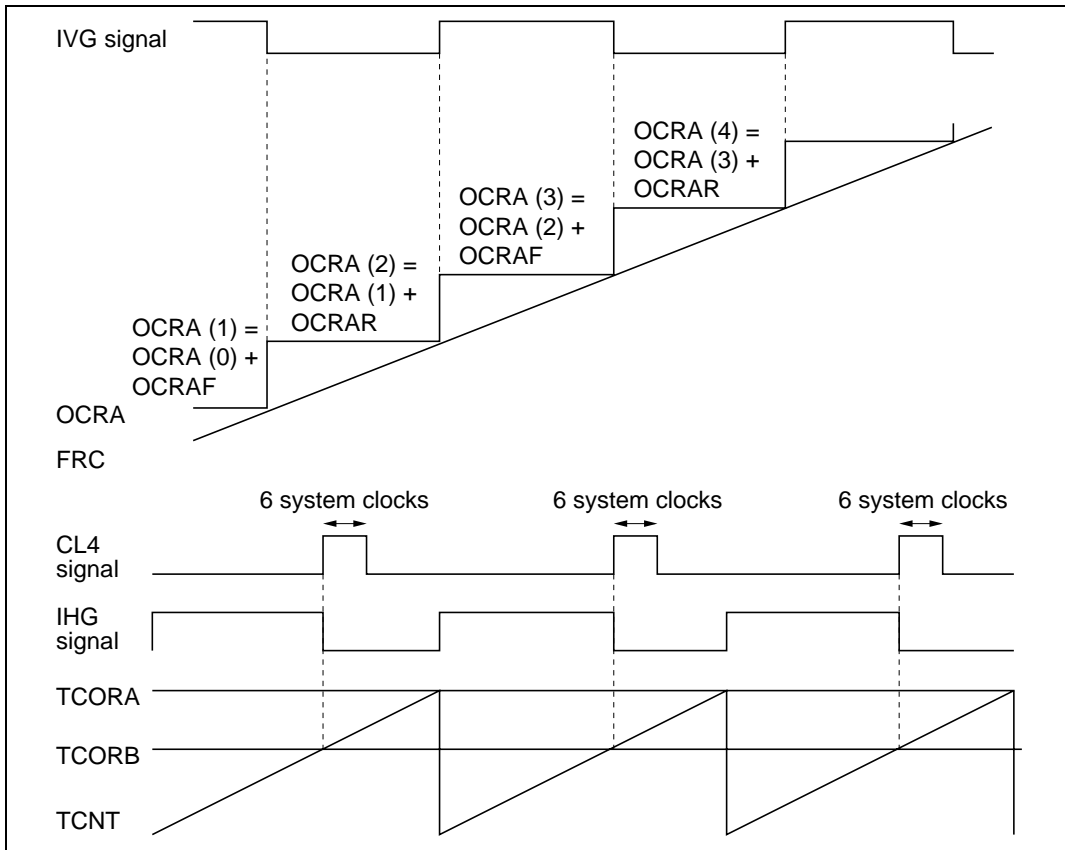 IVG signal
OCRA (4) =
OCRA (3) +
OCRAR
OCRA (3) =
OCRA (2) +
OCRAF
OCRA (2) =
OCRA (1) +
OCRAR
OCRA (1) =
OCRA (0) +
OCRAF
OCRA
FRC
6 system clocks
6 system clocks
6 system clocks
CL4
signal
IHG
signal
TCORA
TCORB
TCNT